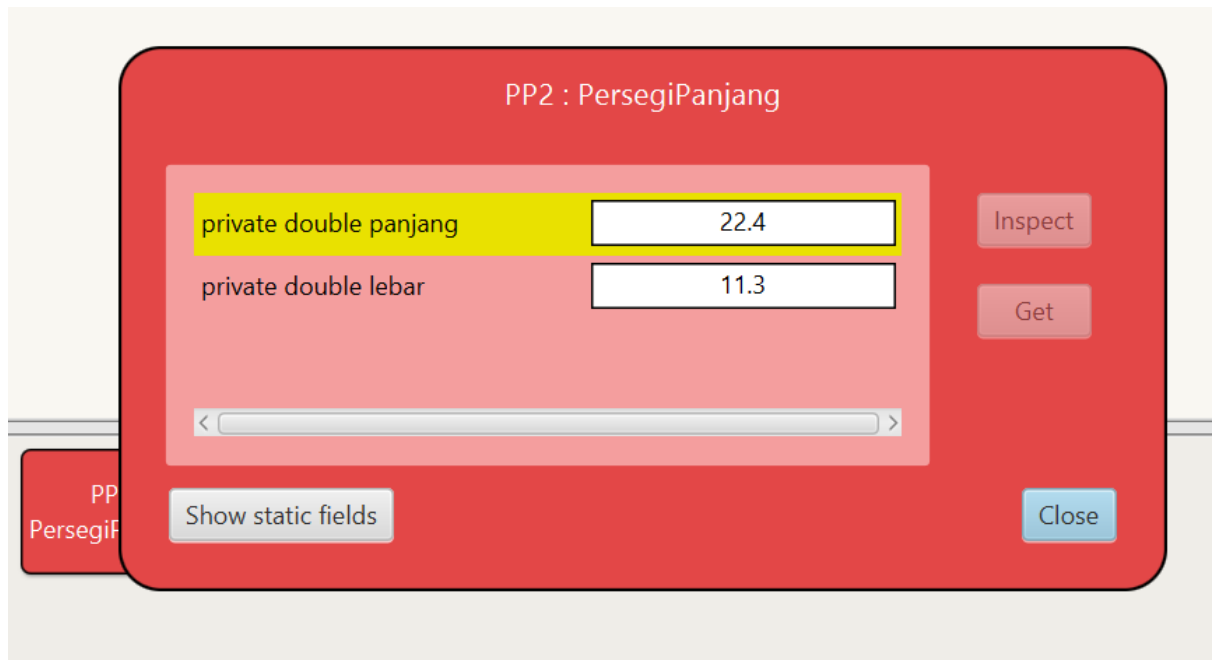 PP2 : PersegiPanjang
private double panjang 22.4
Inspect
private double lebar 11.3
Get
PP
Show static fields
Close